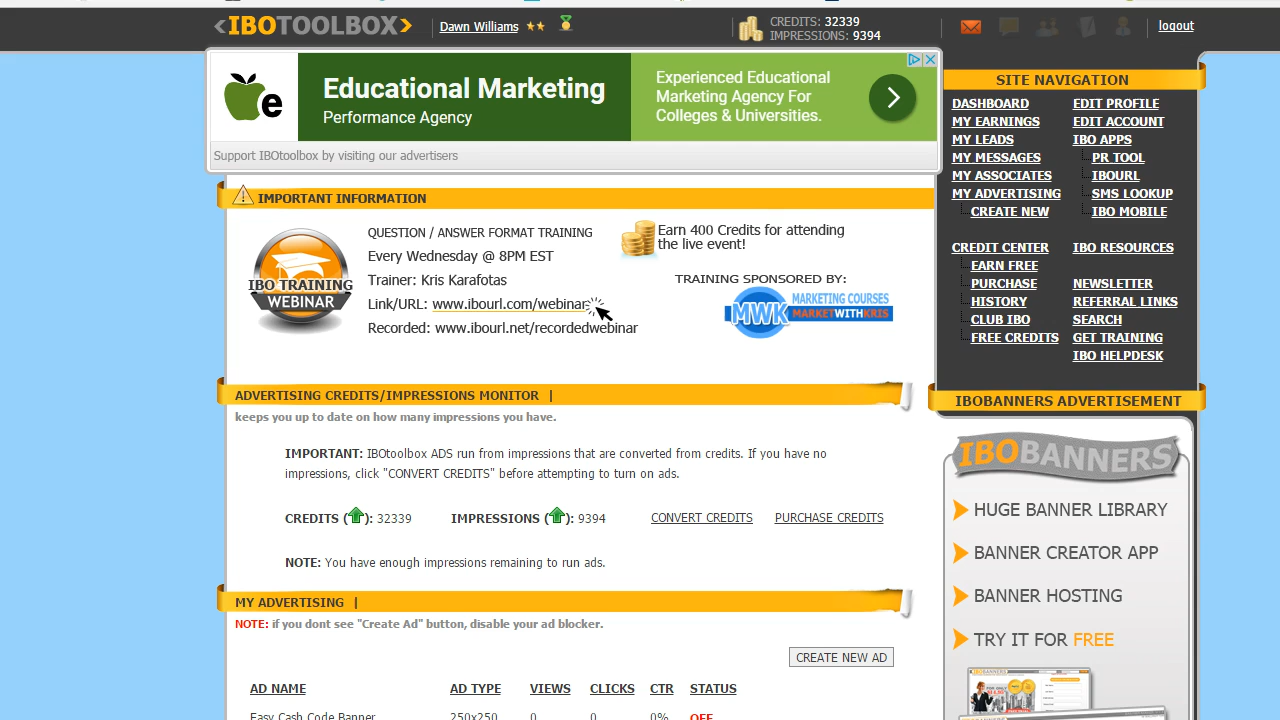 <IBOTOOLBOX>
Dawn Williams
CREDITS: 32339
IMPRESSIONS: 9394
logout
e
Educational Marketing
Performance Agency
Experienced Educational
Marketing Agency For
Colleges & Universities.
Support IBOtoolbox by visiting our advertisers
IMPORTANT INFORMATION
IBO TRAINING
WEBINAR
QUESTION / ANSWER FORMAT TRAINING
Every Wednesday @ 8PM EST
Trainer: Kris Karafotas
Link/URL: www.ibourl.com/webinar
Recorded: www.ibourl.net/recordedwebinar
Earn 400 Credits for attending
the live event!
TRAINING SPONSORED BY:
MWK
MARKETING COURSES
MARKETWITHKRIS
ADVERTISING CREDITS/IMPRESSIONS MONITOR |
keeps you up to date on how many impressions you have.
IMPORTANT: IBOtoolbox ADS run from impressions that are converted from credits. If you have no
impressions, click "CONVERT CREDITS" before attempting to turn on ads.
CREDITS ( ): 32339 IMPRESSIONS ( ): 9394 CONVERT CREDITS PURCHASE CREDITS
NOTE: You have enough impressions remaining to run ads.
MY ADVERTISING |
NOTE: if you dont see "Create Ad" button, disable your ad blocker.
CREATE NEW AD
AD NAME AD TYPE VIEWS CLICKS CTR STATUS
Easy Cash Code Banner 250x250 0 0 0% OFF
SITE NAVIGATION
DASHBOARD
MY EARNINGS
MY LEADS
MY MESSAGES
MY ASSOCIATES
MY ADVERTISING
CREATE NEW
CREDIT CENTER
EARN FREE
PURCHASE
HISTORY
CLUB IBO
FREE CREDITS
EDIT PROFILE
EDIT ACCOUNT
IBO APPS
PR TOOL
IBOURL
SMS LOOKUP
IBO MOBILE
IBO RESOURCES
NEWSLETTER
REFERRAL LINKS
SEARCH
GET TRAINING
IBO HELPDESK
IBOBANNERS ADVERTISEMENT
IBOBANNERS
HUGE BANNER LIBRARY
BANNER CREATOR APP
BANNER HOSTING
TRY IT FOR FREE